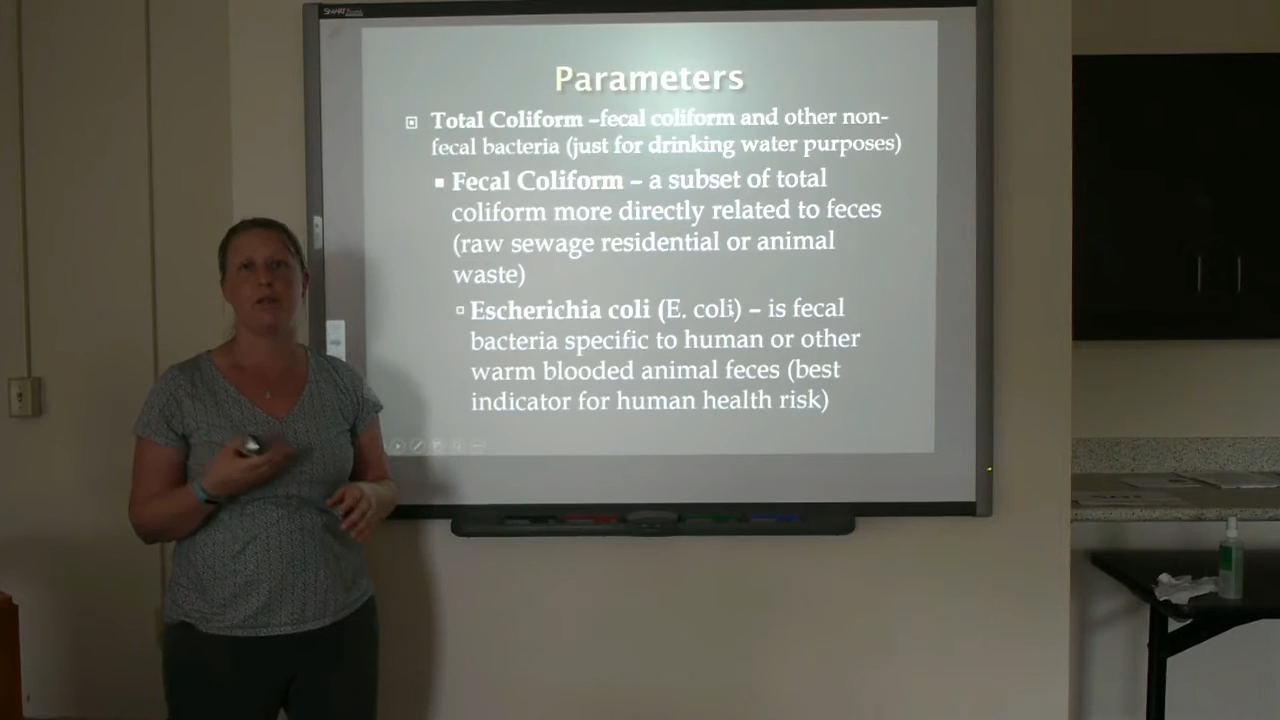 SMART
Parameters
Total Coliform –fecal coliform and other non-
fecal bacteria (just for drinking water purposes)
Fecal Coliform – a subset of total
coliform more directly related to feces
(raw sewage residential or animal
waste)
Escherichia coli (E. coli) – is fecal
bacteria specific to human or other
warm blooded animal feces (best
indicator for human health risk)